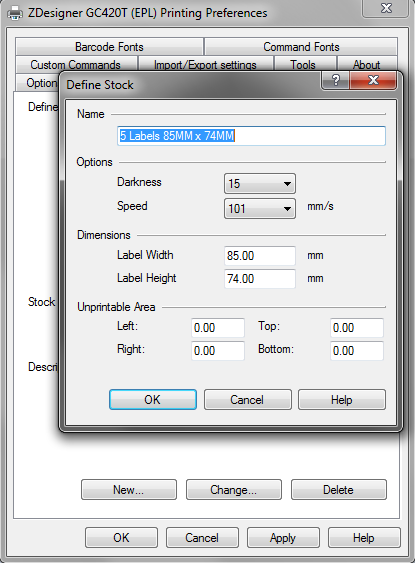 ZDesigner GC420T (EPL) Printing Preferences
Barcode Fonts Command Fonts
Custom Commands Import/Export settings Tools About
Option
Define Stock
Define
Name
5 Labels 85MM x 74MM
Options
Darkness 15
Speed 101 mm/s
Dimensions
Label Width 85.00 mm
Label Height 74.00 mm
Stock
Unprintable Area
Left: 0.00 Top: 0.00
Right: 0.00 Bottom: 0.00
Descri
OK Cancel Help
New... Change... Delete
OK Cancel Apply Help